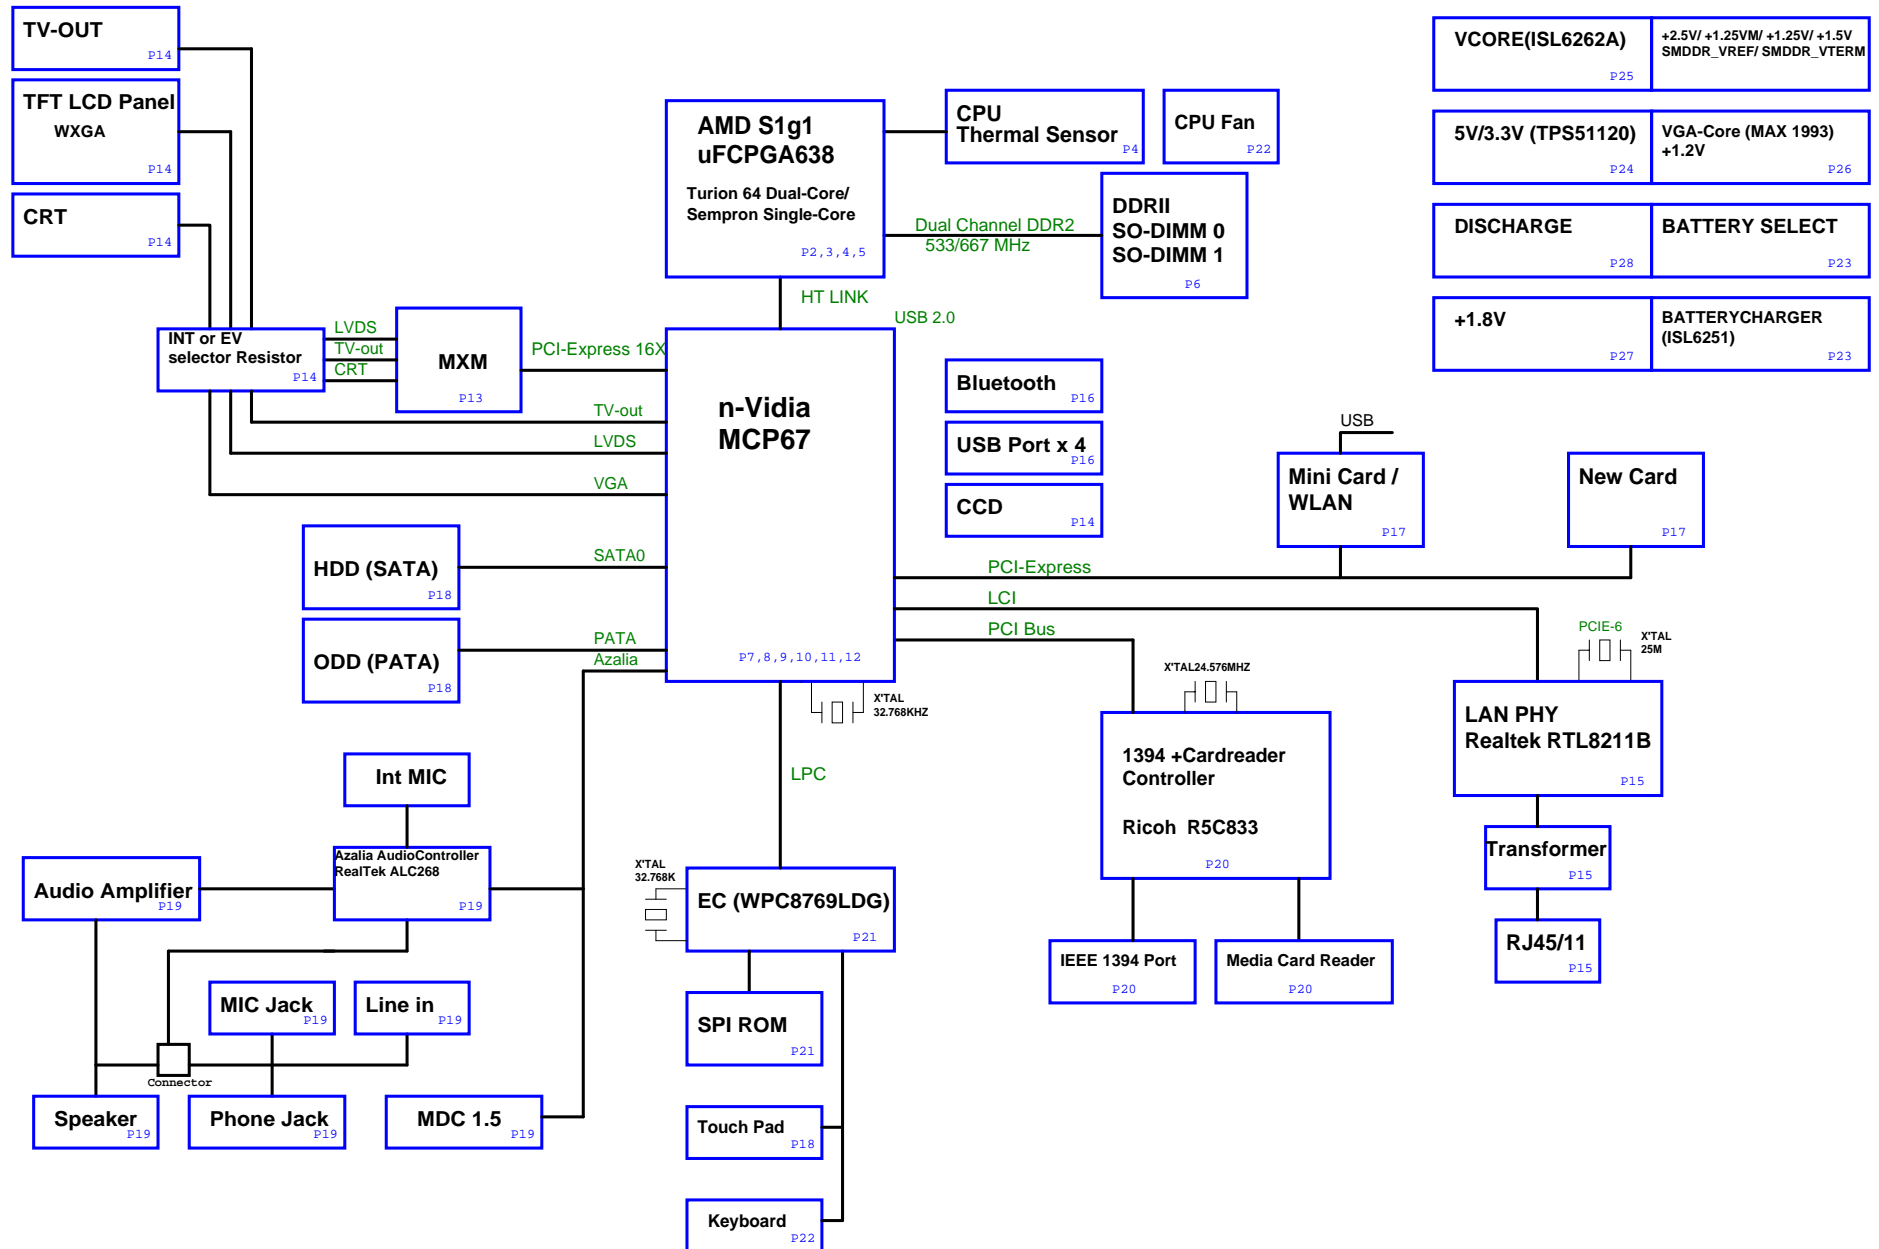 TV-OUT
P14
TFT LCD Panel
WXGA
P14
CRT
P14
AMD S1g1
uFCPGA638
Turion 64 Dual-Core/
Sempron Single-Core
P2,3,4,5
CPU
Thermal Sensor
P4
CPU Fan
P22
Dual Channel DDR2
533/667 MHz
DDRII
SO-DIMM 0
SO-DIMM 1
P6
VCORE(ISL6262A)
P25
+2.5V/ +1.25VM/ +1.25V/ +1.5V
SMDDR_VREF/ SMDDR_VTERM
5V/3.3V (TPS51120)
P24
VGA-Core (MAX 1993)
+1.2V
P26
DISCHARGE
P28
BATTERY SELECT
P23
+1.8V
P27
BATTERYCHARGER
(ISL6251)
P23
HT LINK
USB 2.0
INT or EV
selector Resistor
P14
LVDS
TV-out
CRT
MXM
P13
PCI-Express 16X
TV-out
LVDS
VGA
n-Vidia
MCP67
P7,8,9,10,11,12
Bluetooth
P16
USB Port x 4
P16
CCD
P14
USB
Mini Card /
WLAN
P17
New Card
P17
HDD (SATA)
P18
SATA0
ODD (PATA)
P18
PATA
Azalia
PCI-Express
LCI
PCI Bus
X'TAL
32.768KHZ
X'TAL24.576MHZ
PCIE-6
X'TAL
25M
LPC
1394 +Cardreader
Controller
Ricoh R5C833
P20
LAN PHY
Realtek RTL8211B
P15
Transformer
P15
RJ45/11
P15
IEEE 1394 Port
P20
Media Card Reader
P20
Int MIC
Azalia AudioController
RealTek ALC268
P19
Audio Amplifier
P19
X'TAL
32.768K
EC (WPC8769LDG)
P21
SPI ROM
P21
MIC Jack
P19
Line in
P19
Connector
Speaker
P19
Phone Jack
P19
MDC 1.5
P19
Touch Pad
P18
Keyboard
P22